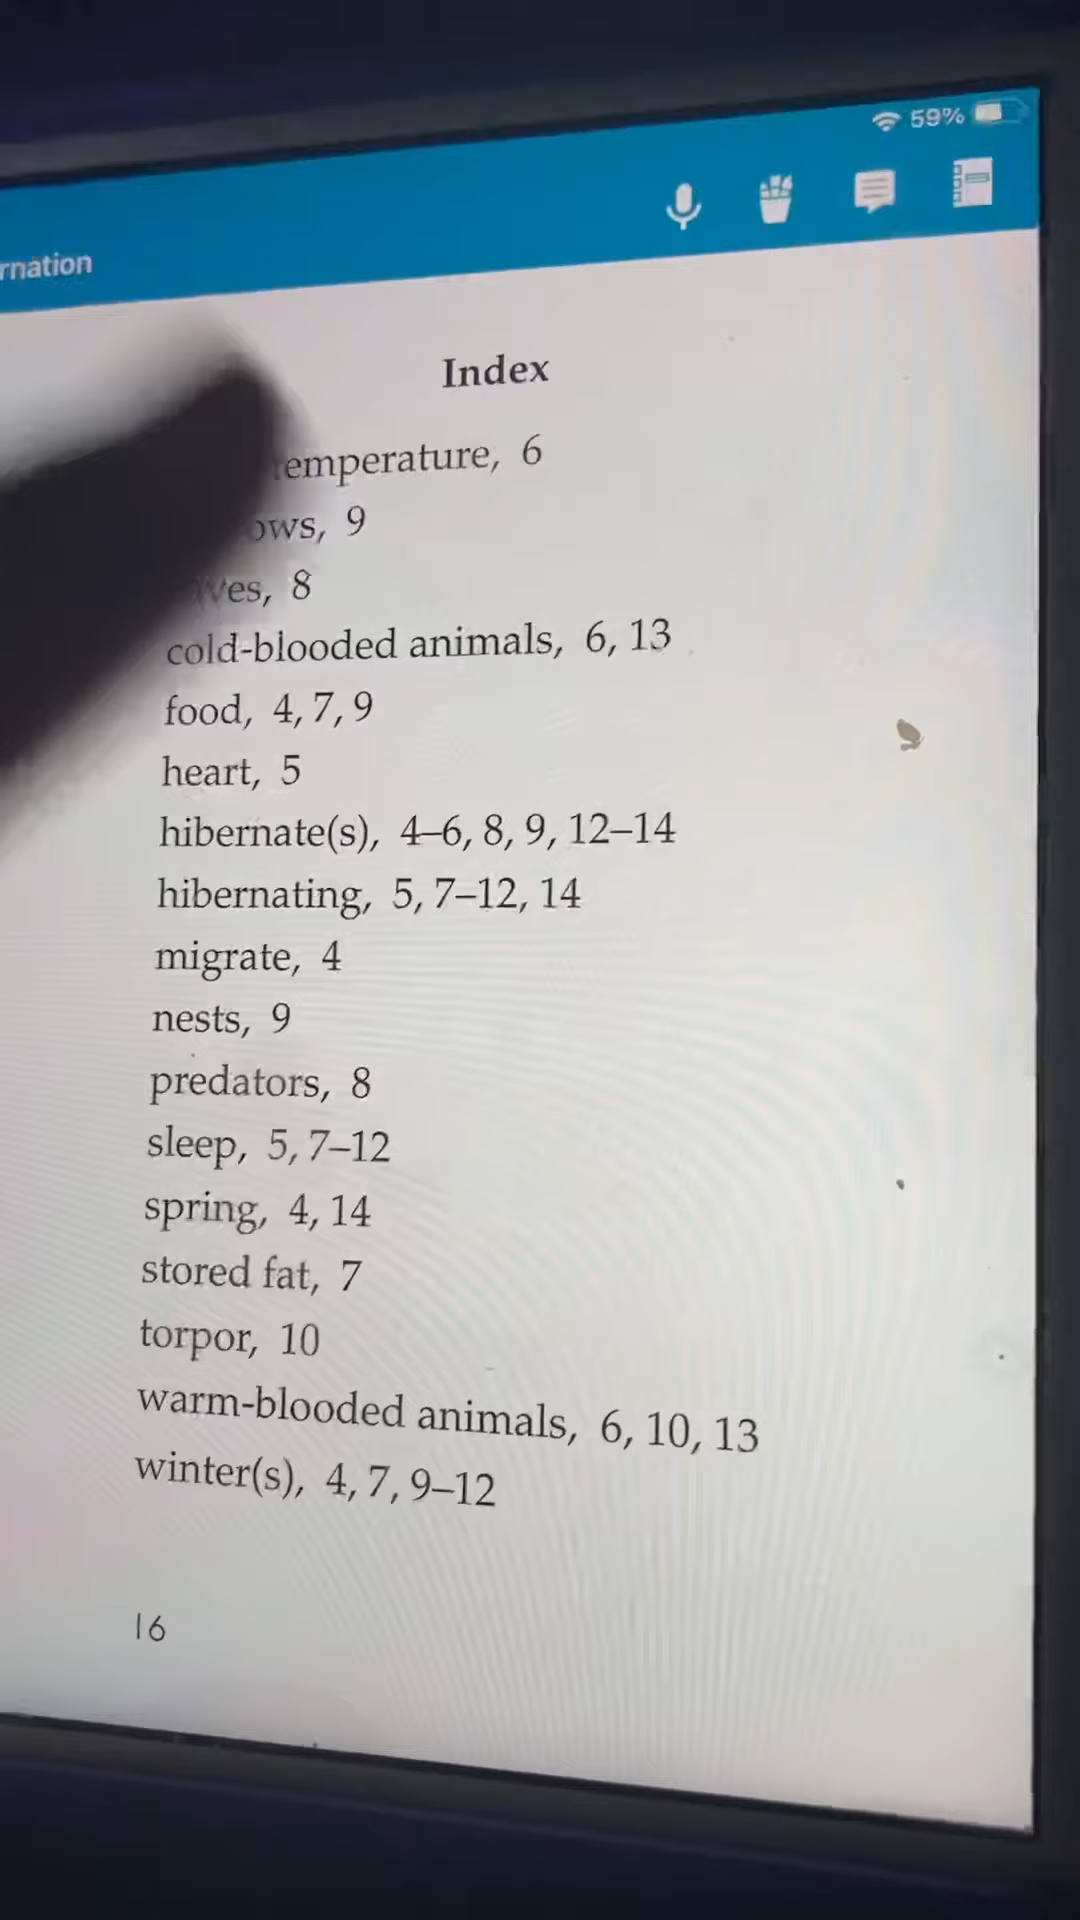 59%
rnation
Index
emperature, 6
ows, 9
ves, 8
cold-blooded animals, 6, 13
food, 4, 7, 9
heart, 5
hibernate(s), 4–6, 8, 9, 12–14
hibernating, 5, 7–12, 14
migrate, 4
nests, 9
predators, 8
sleep, 5, 7–12
spring, 4, 14
stored fat, 7
torpor, 10
warm-blooded animals, 6, 10, 13
winter(s), 4, 7, 9–12
16